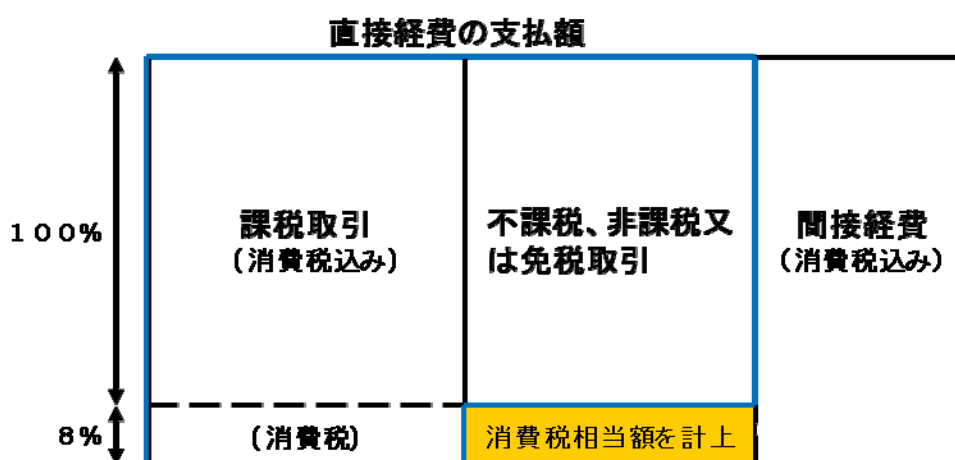 直接経費の支払額
100%
課税取引
(消費税込み)
不課税、非課税又
は免税取引
間接経費
(消費税込み)
8%
(消費税)
消費税相当額を計上